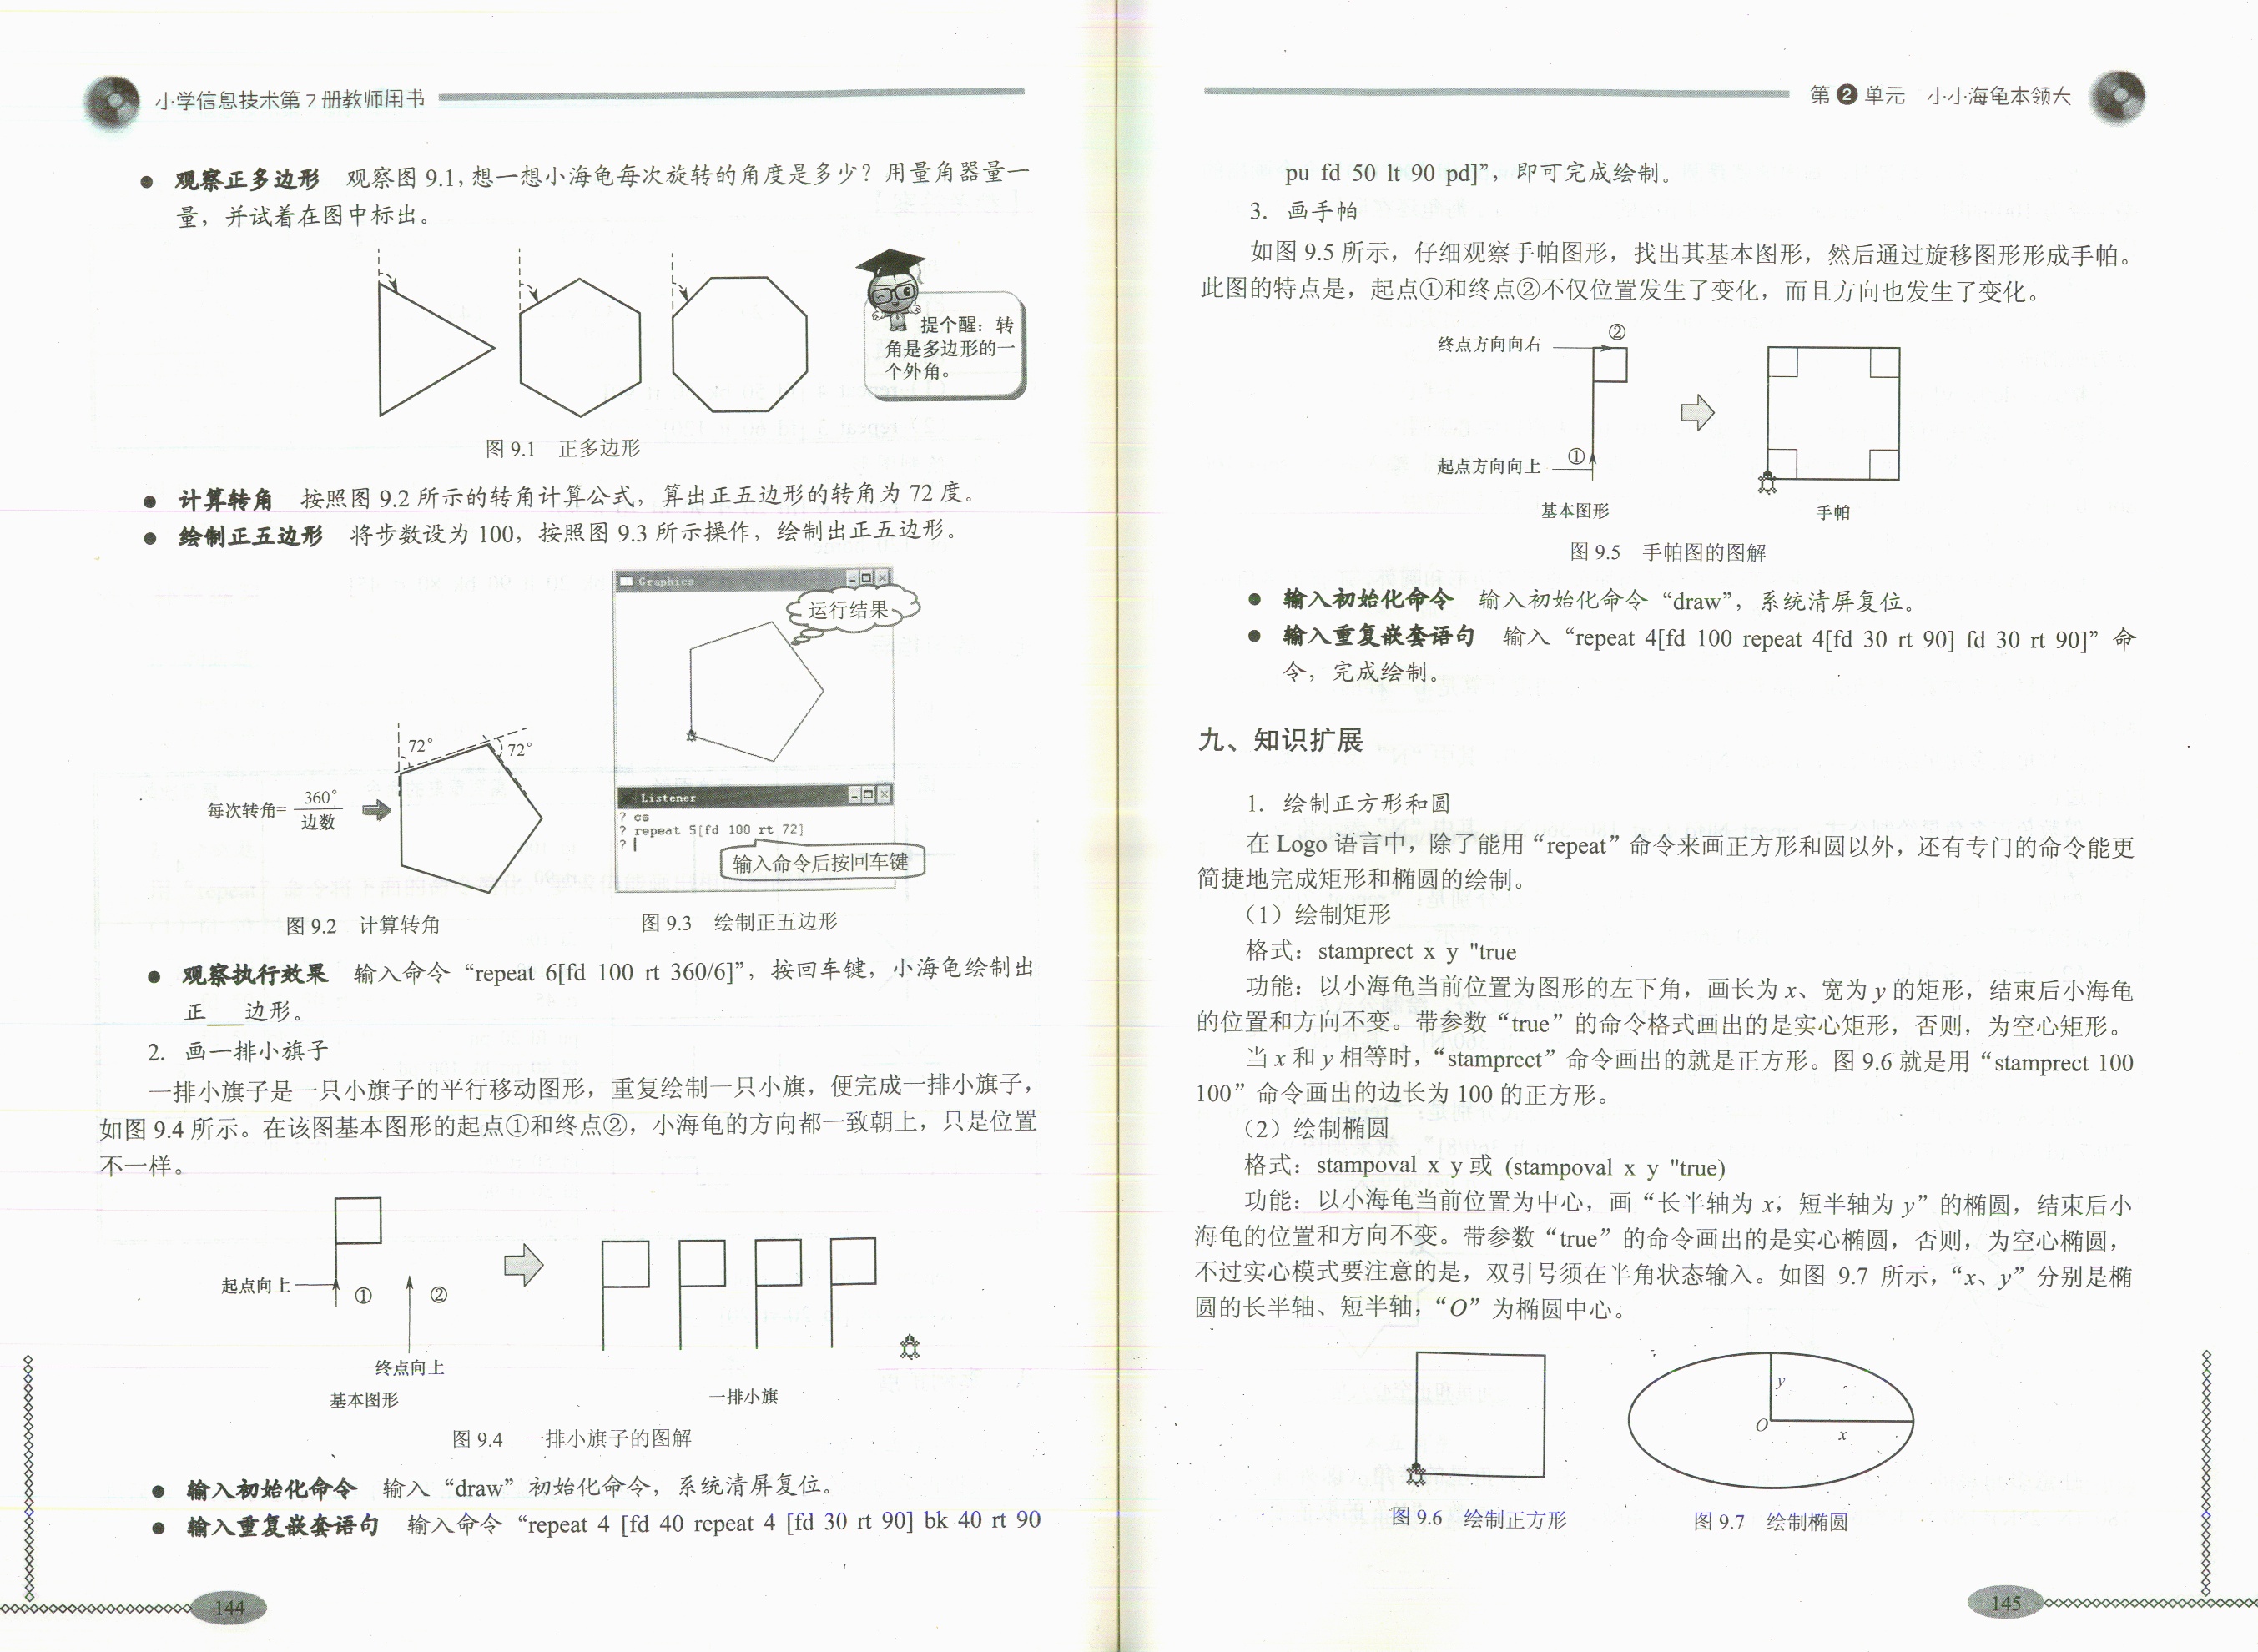 小学信息技术第7册教师用书
● 观察正多边形 观察图 9.1,想一想小海龟每次旋转的角度是多少？用量角器量一
量，并试着在图中标出。
提个醒：转
角是多边形的一
个外角。
图 9.1 正多边形
● 计算转角 按照图 9.2 所示的转角计算公式，算出正五边形的转角为 72 度。
● 绘制正五边形 将步数设为 100，按照图 9.3 所示操作，绘制出正五边形。
每次转角=
360°
边数
72°
72°
图 9.2 计算转角
Graphics
运行结果
Listener
? cs
? repeat 5[fd 100 rt 72]
?
输入命令后按回车键
图 9.3 绘制正五边形
● 观察执行效果 输入命令“repeat 6[fd 100 rt 360/6]”，按回车键，小海龟绘制出
正___边形。
2. 画一排小旗子
一排小旗子是一只小旗子的平行移动图形，重复绘制一只小旗，便完成一排小旗子，
如图 9.4 所示。在该图基本图形的起点①和终点②，小海龟的方向都一致朝上，只是位置
不一样。
起点向上
①
②
终点向上
基本图形
一排小旗
图 9.4 一排小旗子的图解
● 输入初始化命令 输入“draw”初始化命令，系统清屏复位。
● 输入重复嵌套语句 输入命令“repeat 4 [fd 40 repeat 4 [fd 30 rt 90] bk 40 rt 90
144
第2单元 小小海龟本领大
pu fd 50 lt 90 pd]”，即可完成绘制。
3. 画手帕
如图 9.5 所示，仔细观察手帕图形，找出其基本图形，然后通过旋移图形形成手帕。
此图的特点是，起点①和终点②不仅位置发生了变化，而且方向也发生了变化。
终点方向向右
②
起点方向向上
①
基本图形
手帕
图 9.5 手帕图的图解
● 输入初始化命令 输入初始化命令“draw”，系统清屏复位。
● 输入重复嵌套语句 输入“repeat 4[fd 100 repeat 4[fd 30 rt 90] fd 30 rt 90]”命
令，完成绘制。
九、知识扩展
1. 绘制正方形和圆
在 Logo 语言中，除了能用“repeat”命令来画正方形和圆以外，还有专门的命令能更
简捷地完成矩形和椭圆的绘制。
（1）绘制矩形
格式：stamprect x y "true
功能：以小海龟当前位置为图形的左下角，画长为 x、宽为 y 的矩形，结束后小海龟
的位置和方向不变。带参数“true”的命令格式画出的是实心矩形，否则，为空心矩形。
当 x 和 y 相等时，“stamprect”命令画出的就是正方形。图 9.6 就是用“stamprect 100
100”命令画出的边长为 100 的正方形。
（2）绘制椭圆
格式：stampoval x y 或 (stampoval x y "true)
功能：以小海龟当前位置为中心，画“长半轴为 x，短半轴为 y”的椭圆，结束后小
海龟的位置和方向不变。带参数“true”的命令画出的是实心椭圆，否则，为空心椭圆，
不过实心模式要注意的是，双引号须在半角状态输入。如图 9.7 所示，“x、y”分别是椭
圆的长半轴、短半轴，“O”为椭圆中心。
y
O
x
图 9.6 绘制正方形
图 9.7 绘制椭圆
145